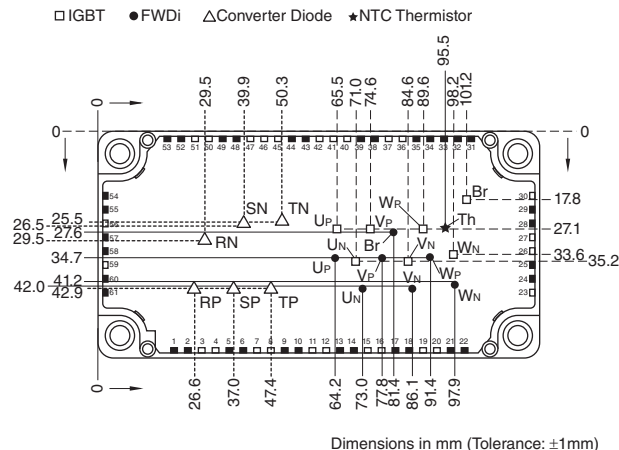 □ IGBT ● FWDi △ Converter Diode ★ NTC Thermistor
0 29.5 39.9 50.3 65.5 71.0 74.6 84.6 89.6 95.5 98.2 101.2
0 0
53 52 51 50 49 48 47 46 45 44 43 42 41 40 39 38 37 36 35 34 33 32 31
54 55 56 57 58 59 60 61
30 29 28 27 26 25 24 23
25.5
26.5
27.6
29.5
34.7
41.2
42.0
42.9
17.8
27.1
33.6
35.2
Br
SN TN UP VP WP Th
RN UN Br VN WN
UP VP WP
RP SP TP UN VN WN
1 2 3 4 5 6 7 8 9 10 11 12 13 14 15 16 17 18 19 20 21 22
0 26.6 37.0 47.4 64.2 73.0 77.8 81.4 86.1 91.4 97.9
Dimensions in mm (Tolerance: ±1mm)